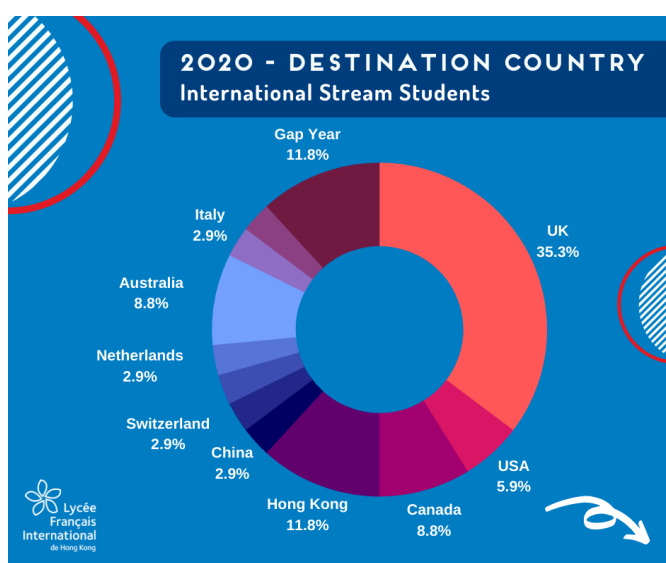 2020 - DESTINATION COUNTRY
International Stream Students
Gap Year
11.8%
Italy
2.9%
UK
35.3%
Australia
8.8%
Netherlands
2.9%
Switzerland
2.9%
China
2.9%
USA
5.9%
Hong Kong
11.8%
Canada
8.8%
Lycée
Français
International
de Hong Kong